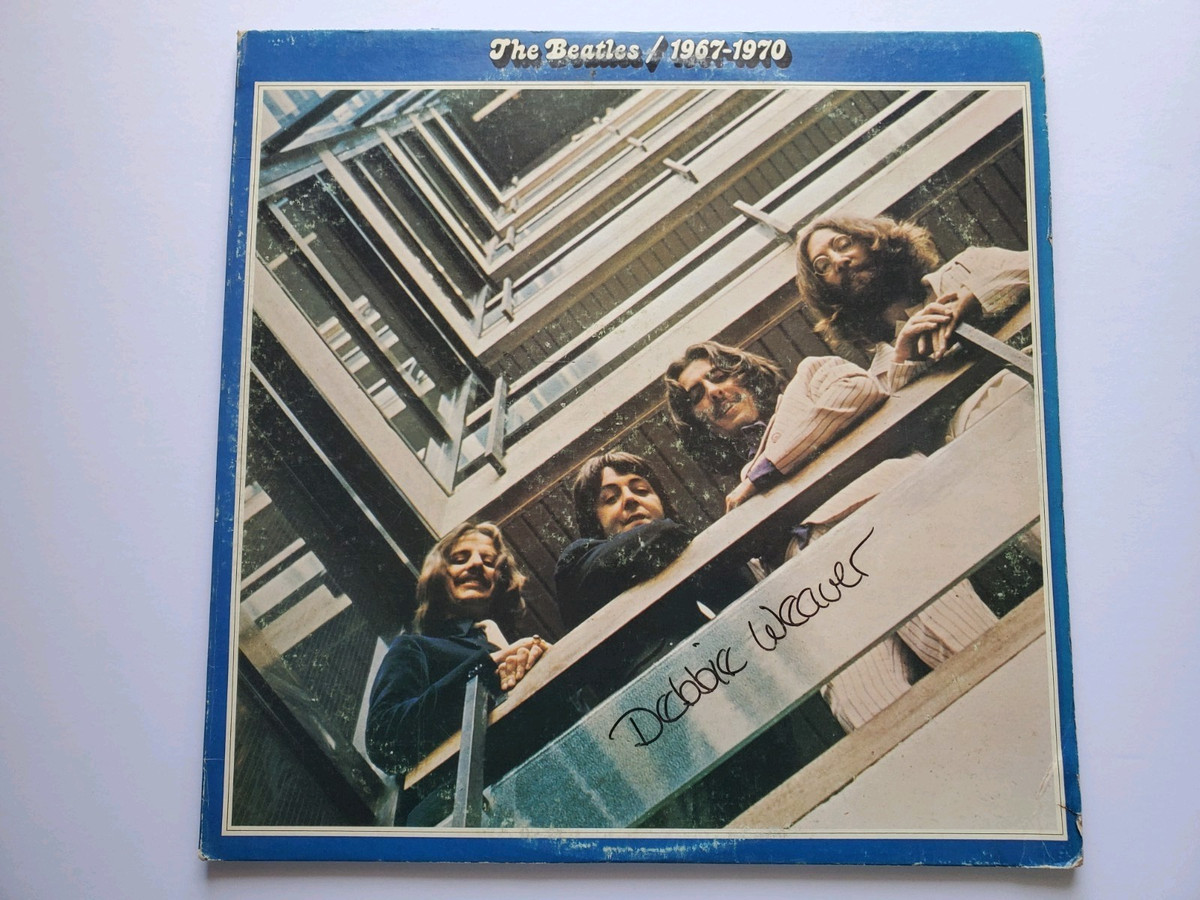 The Beatles / 1967-1970
Debbie Weaver